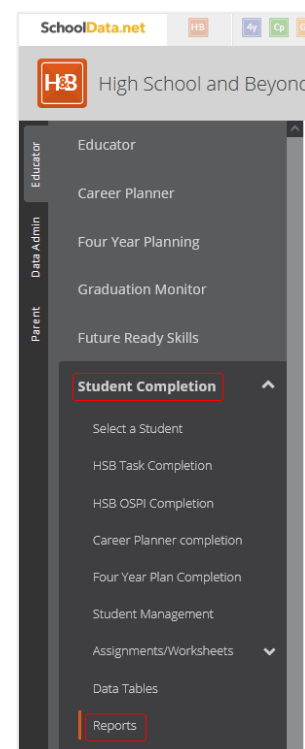 SchoolData.net HB 4y Cp
H&B High School and Beyond
Educator
Data Admin
Parent
Educator
Career Planner
Four Year Planning
Graduation Monitor
Future Ready Skills
Student Completion
Select a Student
HSB Task Completion
HSB OSPI Completion
Career Planner completion
Four Year Plan Completion
Student Management
Assignments/Worksheets
Data Tables
Reports